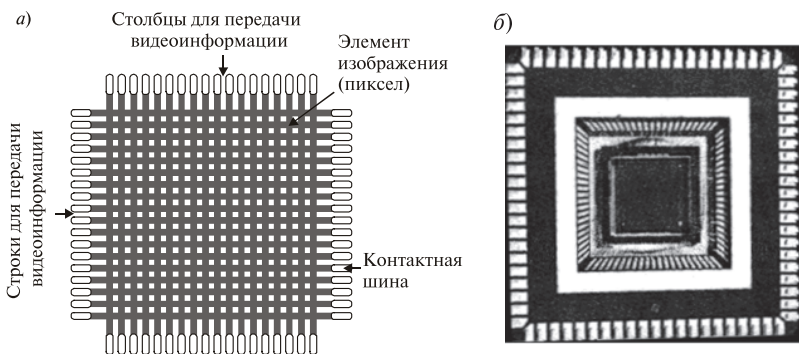 а)
Столбцы для передачи
видеоинформации
Элемент
изображения
(пиксел)
Строки для передачи
видеоинформации
Контактная
шина
б)